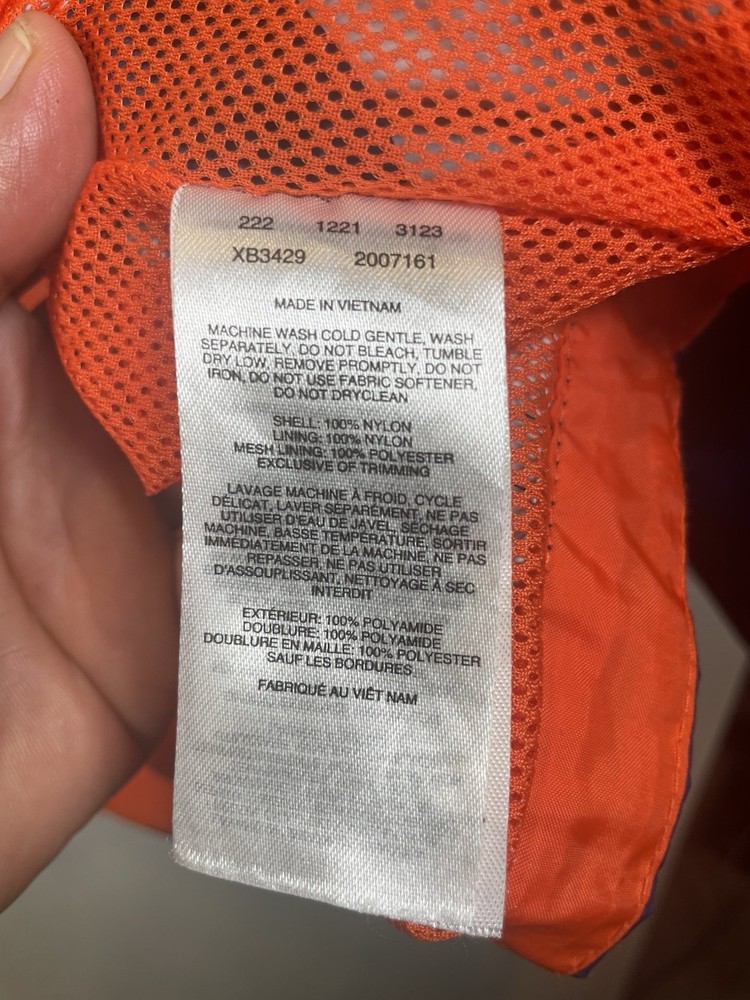 222 1221 3123
XB3429 2007161
MADE IN VIETNAM
MACHINE WASH COLD GENTLE, WASH
SEPARATELY, DO NOT BLEACH, TUMBLE
DRY LOW, REMOVE PROMPTLY, DO NOT
IRON, DO NOT USE FABRIC SOFTENER,
DO NOT DRYCLEAN
SHELL: 100% NYLON
LINING: 100% NYLON
MESH LINING: 100% POLYESTER
EXCLUSIVE OF TRIMMING
LAVAGE MACHINE À FROID, CYCLE
DÉLICAT, LAVER SÉPARÉMENT, NE PAS
UTILISER D'EAU DE JAVEL, SÉCHAGE
MACHINE, BASSE TEMPÉRATURE, SORTIR
IMMÉDIATEMENT DE LA MACHINE, NE PAS
REPASSER, NE PAS UTILISER
D'ASSOUPLISSANT, NETTOYAGE À SEC
INTERDIT
EXTÉRIEUR: 100% POLYAMIDE
DOUBLURE: 100% POLYAMIDE
DOUBLURE EN MAILLE: 100% POLYESTER
SAUF LES BORDURES
FABRIQUÉ AU VIÊT NAM